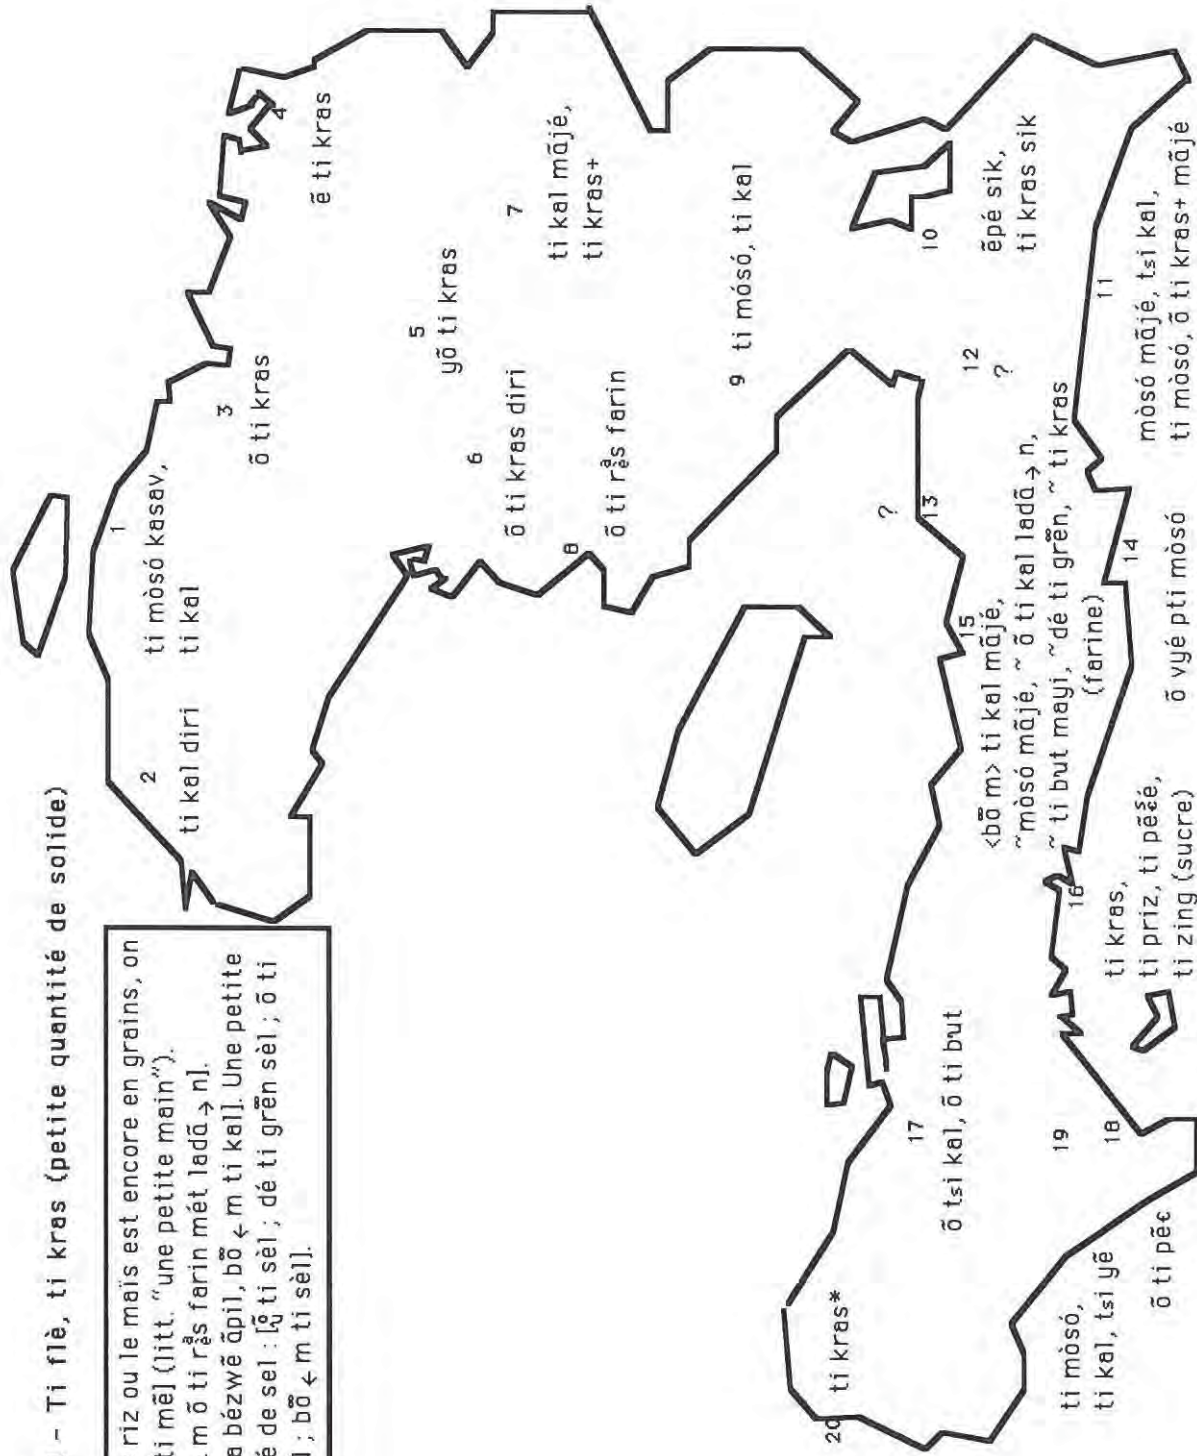 - Ti flè, ti kras (petite quantité de solide)
riz ou le maïs est encore en grains, on
ti mẽ] (litt. "une petite main").
m õ ti farin mét ladã → n].
a bézwẽ ãpil, bõ ← m ti kal]. Une petite
é de sel : ti sèl ; dé ti grẽn sèl ; õ ti
l ; bõ ← m ti sèl].
1
ti mòsó kasav,
ti kal
2
ti kal diri
3
õ ti kras
4
ẽ ti kras
5
yõ ti kras
6
õ ti kras diri
7
ti kal mãjé,
ti kras+
8
õ ti farin
9 ti mósó, ti kal
10
ẽpé sik,
ti kras sik
11
mòsó mãjé, tsi kal,
ti mòsó, õ ti kras+ mãjé
12
?
?
13
14
õ vyé pti mòsó
15
<bõ m> ti kal mãjé,
~mòsó mãjé, ~ õ ti kal ladã → n,
~ ti but mayi, ~dé ti grẽn, ~ ti kras
(farine)
16
ti kras,
ti priz, ti
ti zing (sucre)
17
õ tsi kal, õ ti but
18
õ ti pẽ
19
ti mòsó,
ti kal, tsi yẽ
20 ti kras*